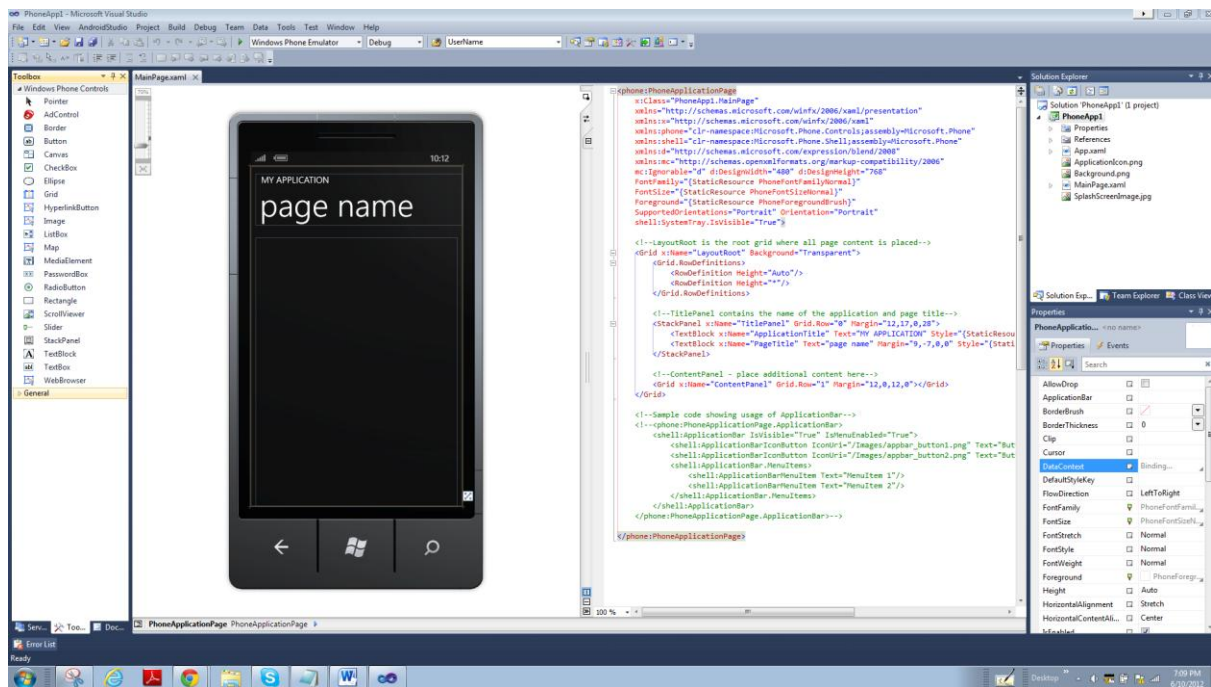 PhoneApp1 - Microsoft Visual Studio
File Edit View AndroidStudio Project Build Debug Team Data Tools Test Window Help
Windows Phone Emulator Debug UserName
Toolbox
Windows Phone Controls
Pointer
AdControl
Border
Button
Canvas
CheckBox
Ellipse
Grid
HyperlinkButton
Image
ListBox
Map
MediaElement
PasswordBox
RadioButton
Rectangle
ScrollViewer
Slider
StackPanel
TextBlock
TextBox
WebBrowser
General
Serv... Too... Doc...
MainPage.xaml
10:12
MY APPLICATION
page name
<phone:PhoneApplicationPage
x:Class="PhoneApp1.MainPage"
xmlns="http://schemas.microsoft.com/winfx/2006/xaml/presentation"
xmlns:x="http://schemas.microsoft.com/winfx/2006/xaml"
xmlns:phone="clr-namespace:Microsoft.Phone.Controls;assembly=Microsoft.Phone"
xmlns:shell="clr-namespace:Microsoft.Phone.Shell;assembly=Microsoft.Phone"
xmlns:d="http://schemas.microsoft.com/expression/blend/2008"
xmlns:mc="http://schemas.openxmlformats.org/markup-compatibility/2006"
mc:Ignorable="d" d:DesignWidth="480" d:DesignHeight="768"
FontFamily="{StaticResource PhoneFontFamilyNormal}"
FontSize="{StaticResource PhoneFontSizeNormal}"
Foreground="{StaticResource PhoneForegroundBrush}"
SupportedOrientations="Portrait" Orientation="Portrait"
shell:SystemTray.IsVisible="True">
<!--LayoutRoot is the root grid where all page content is placed-->
<Grid x:Name="LayoutRoot" Background="Transparent">
<Grid.RowDefinitions>
<RowDefinition Height="Auto"/>
<RowDefinition Height="*"/>
</Grid.RowDefinitions>
<!--TitlePanel contains the name of the application and page title-->
<StackPanel x:Name="TitlePanel" Grid.Row="0" Margin="12,17,0,28">
<TextBlock x:Name="ApplicationTitle" Text="MY APPLICATION" Style="{StaticResou
<TextBlock x:Name="PageTitle" Text="page name" Margin="9,-7,0,0" Style="{Stati
</StackPanel>
<!--ContentPanel - place additional content here-->
<Grid x:Name="ContentPanel" Grid.Row="1" Margin="12,0,12,0"></Grid>
</Grid>
<!--Sample code showing usage of ApplicationBar-->
<!--<phone:PhoneApplicationPage.ApplicationBar>
<shell:ApplicationBar IsVisible="True" IsMenuEnabled="True">
<shell:ApplicationBarIconButton IconUri="/Images/appbar_button1.png" Text="But
<shell:ApplicationBarIconButton IconUri="/Images/appbar_button2.png" Text="But
<shell:ApplicationBar.MenuItems>
<shell:ApplicationBarMenuItem Text="MenuItem 1"/>
<shell:ApplicationBarMenuItem Text="MenuItem 2"/>
</shell:ApplicationBar.MenuItems>
</shell:ApplicationBar>
</phone:PhoneApplicationPage.ApplicationBar>-->
</phone:PhoneApplicationPage>
100 %
PhoneApplicationPage PhoneApplicationPage
Solution Explorer
Solution 'PhoneApp1' (1 project)
PhoneApp1
Properties
References
App.xaml
ApplicationIcon.png
Background.png
MainPage.xaml
SplashScreenImage.jpg
Solution Exp... Team Explorer Class View
Properties
PhoneApplicatio... <no name>
Properties Events
Search
AllowDrop
ApplicationBar
BorderBrush
BorderThickness 0
Clip
Cursor
DataContext Binding...
DefaultStyleKey
FlowDirection LeftToRight
FontFamily PhoneFontFamil...
FontSize PhoneFontSizeN...
FontStretch Normal
FontStyle Normal
FontWeight Normal
Foreground PhoneForegr...
Height Auto
HorizontalAlignment Stretch
HorizontalContentAli... Center
IsEnabled
Error List
Ready
Desktop
7:09 PM
6/10/2012